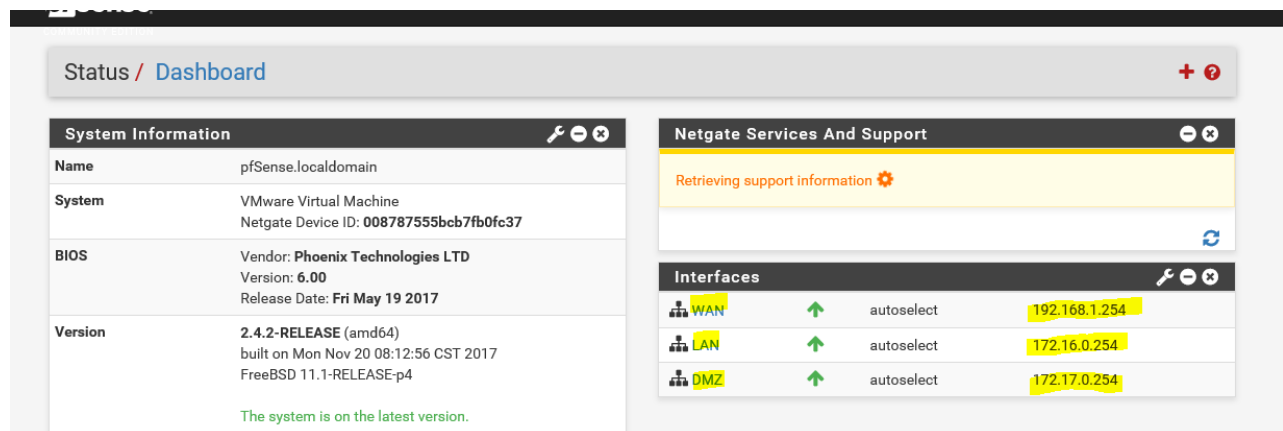 COMMUNITY EDITION
Status / Dashboard
System Information
Name pfSense.localdomain
System VMware Virtual Machine
Netgate Device ID: 008787555bcb7fb0fc37
BIOS Vendor: Phoenix Technologies LTD
Version: 6.00
Release Date: Fri May 19 2017
Version 2.4.2-RELEASE (amd64)
built on Mon Nov 20 08:12:56 CST 2017
FreeBSD 11.1-RELEASE-p4
The system is on the latest version.
Netgate Services And Support
Retrieving support information
Interfaces
WAN autoselect 192.168.1.254
LAN autoselect 172.16.0.254
DMZ autoselect 172.17.0.254